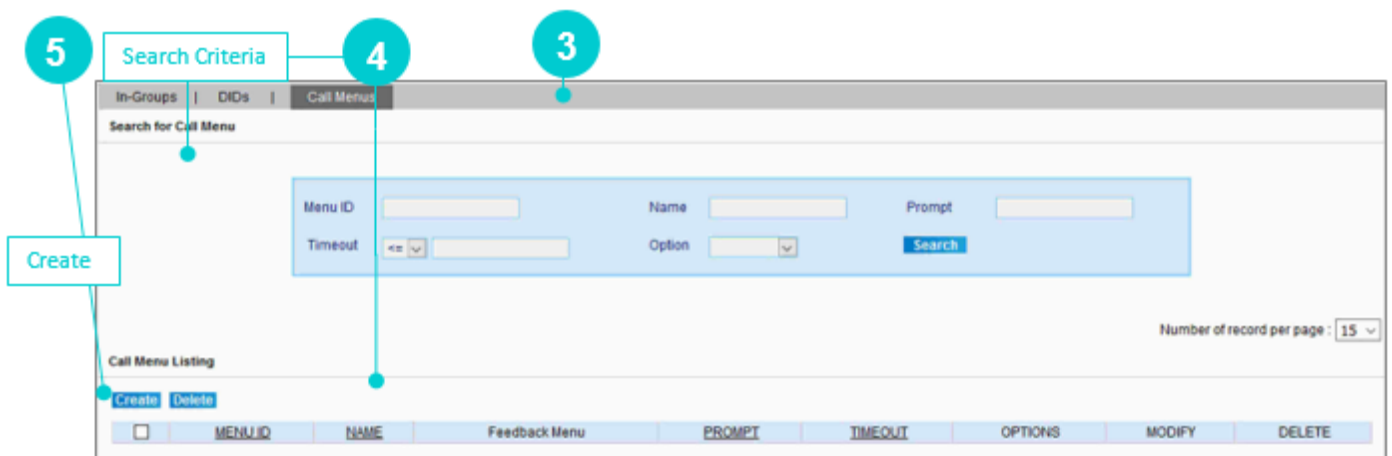 5
Search Criteria
4
3
In-Groups | DIDs | Call Menus
Search for Call Menu
Menu ID Name Prompt
Timeout <= Option Search
Create
Number of record per page : 15
Call Menu Listing
Create Delete
MENU ID NAME Feedback Menu PROMPT TIMEOUT OPTIONS MODIFY DELETE